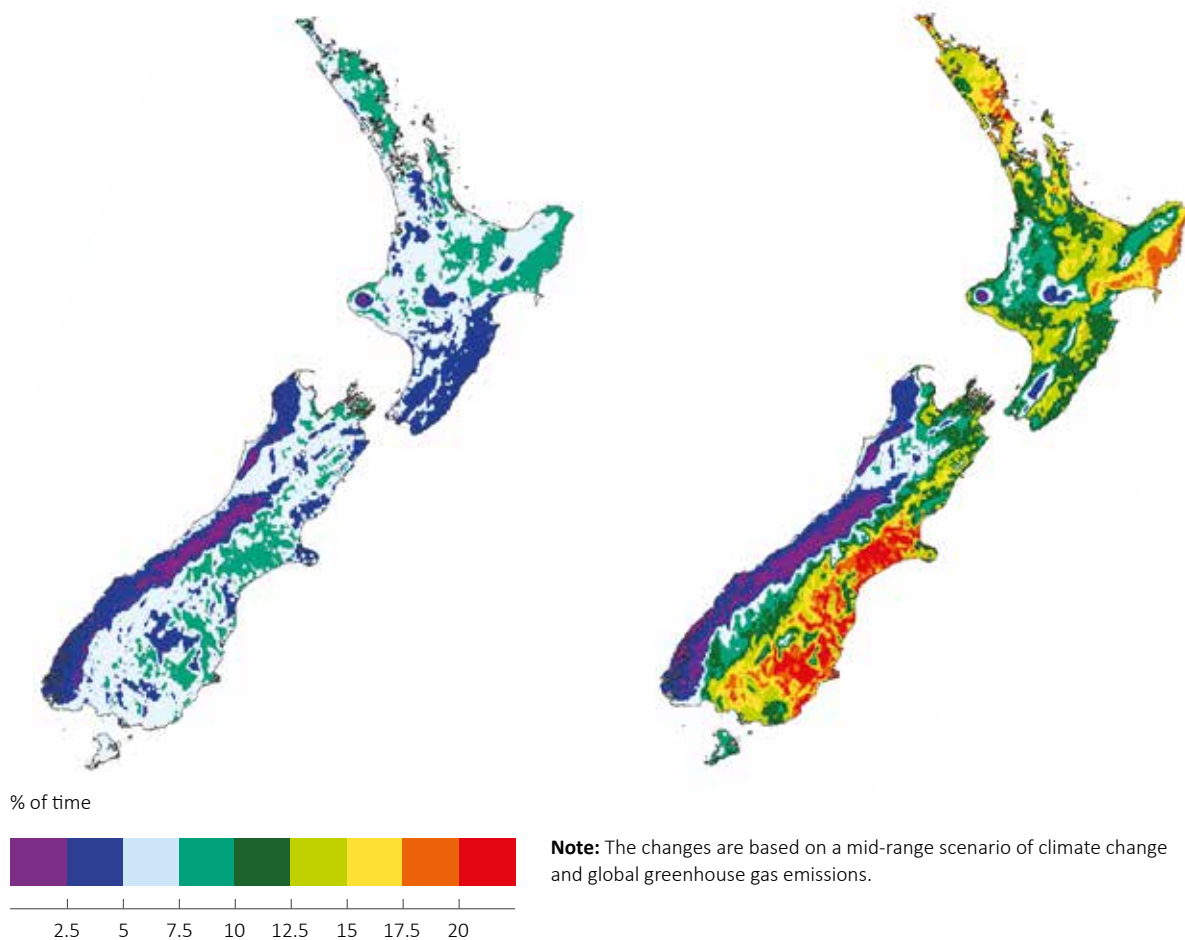 % of time
2.5 5 7.5 10 12.5 15 17.5 20
Note: The changes are based on a mid-range scenario of climate change
and global greenhouse gas emissions.